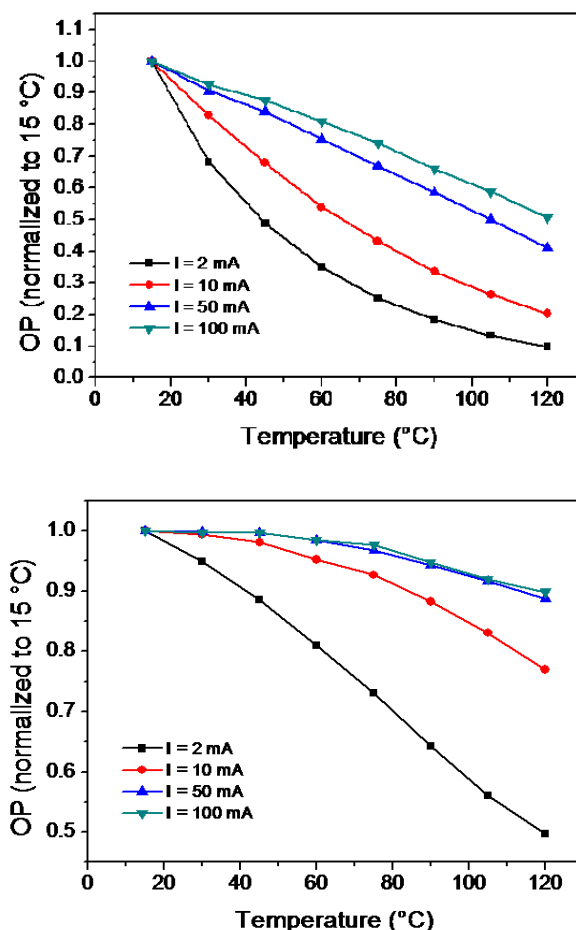 OP (normalized to 15 °C)
1.1
1.0
0.9
0.8
0.7
0.6
0.5
0.4
0.3
0.2
0.1
0.0
I = 2 mA
I = 10 mA
I = 50 mA
I = 100 mA
0 20 40 60 80 100 120
Temperature (°C)
OP (normalized to 15 °C)
1.0
0.9
0.8
0.7
0.6
0.5
I = 2 mA
I = 10 mA
I = 50 mA
I = 100 mA
0 20 40 60 80 100 120
Temperature (°C)